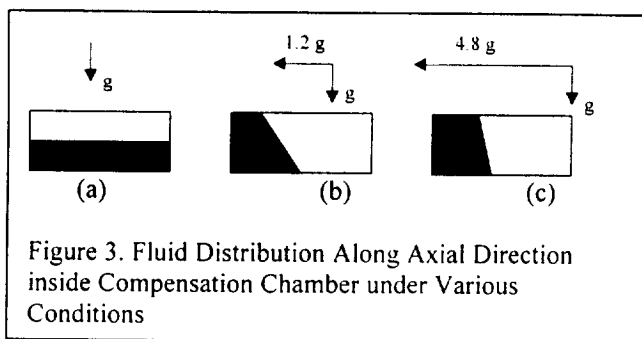 1.2 g
4.8 g
g
g
g
(a)
(b)
(c)
Figure 3. Fluid Distribution Along Axial Direction
inside Compensation Chamber under Various
Conditions